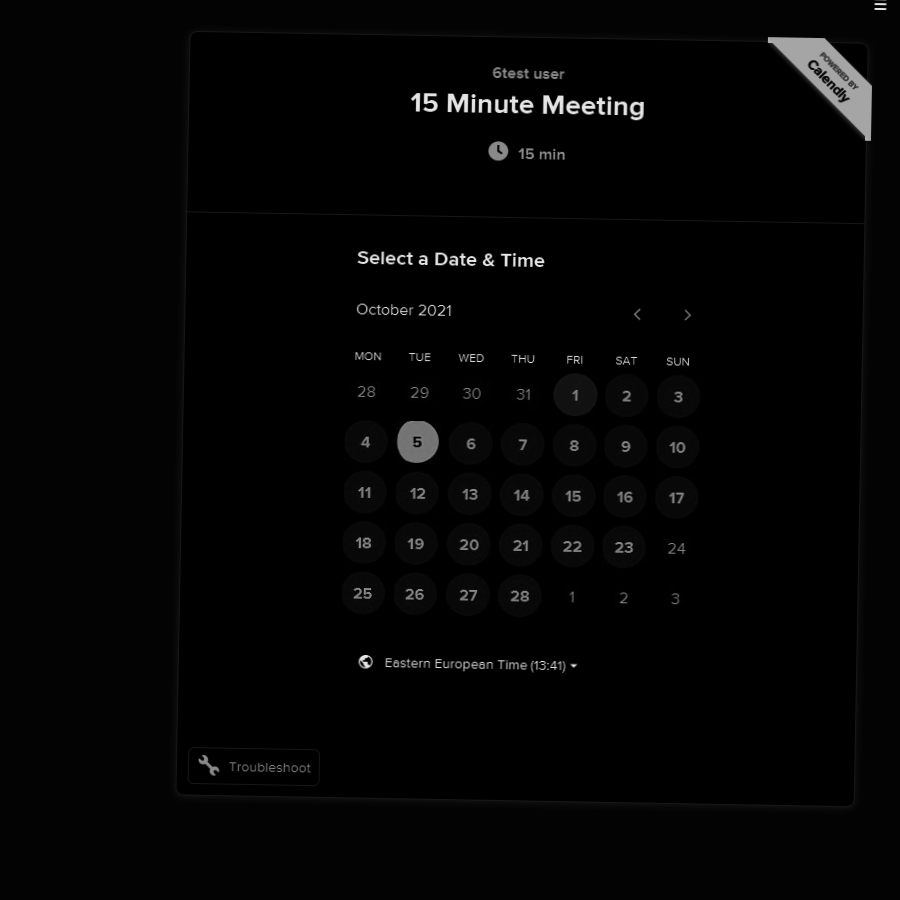 POWERED BY
Calendly
6test user
15 Minute Meeting
15 min
Select a Date & Time
October 2021
MON TUE WED THU FRI SAT SUN
28 29 30 31 1 2 3
4 5 6 7 8 9 10
11 12 13 14 15 16 17
18 19 20 21 22 23 24
25 26 27 28 1 2 3
Eastern European Time (13:41)
Troubleshoot